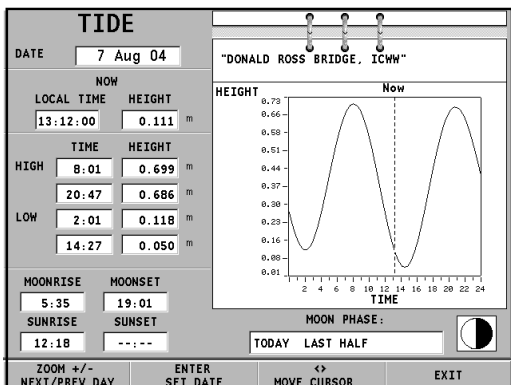 TIDE
DATE 7 Aug 04
NOW
LOCAL TIME HEIGHT
13:12:00 0.111 m
TIME HEIGHT
HIGH 8:01 0.699 m
20:47 0.686 m
LOW 2:01 0.118 m
14:27 0.050 m
MOONRISE MOONSET
5:35 19:01
SUNRISE SUNSET
12:18 --:--
"DONALD ROSS BRIDGE, ICWW"
HEIGHT Now
0.73
0.66
0.58
0.51
0.44
0.37
0.30
0.23
0.16
0.08
0.01
2 4 6 8 10 12 14 16 18 20 22 24
TIME
MOON PHASE:
TODAY LAST HALF
ZOOM +/- ENTER <> EXIT
NEXT/PREV DAY SET DATE MOVE CURSOR